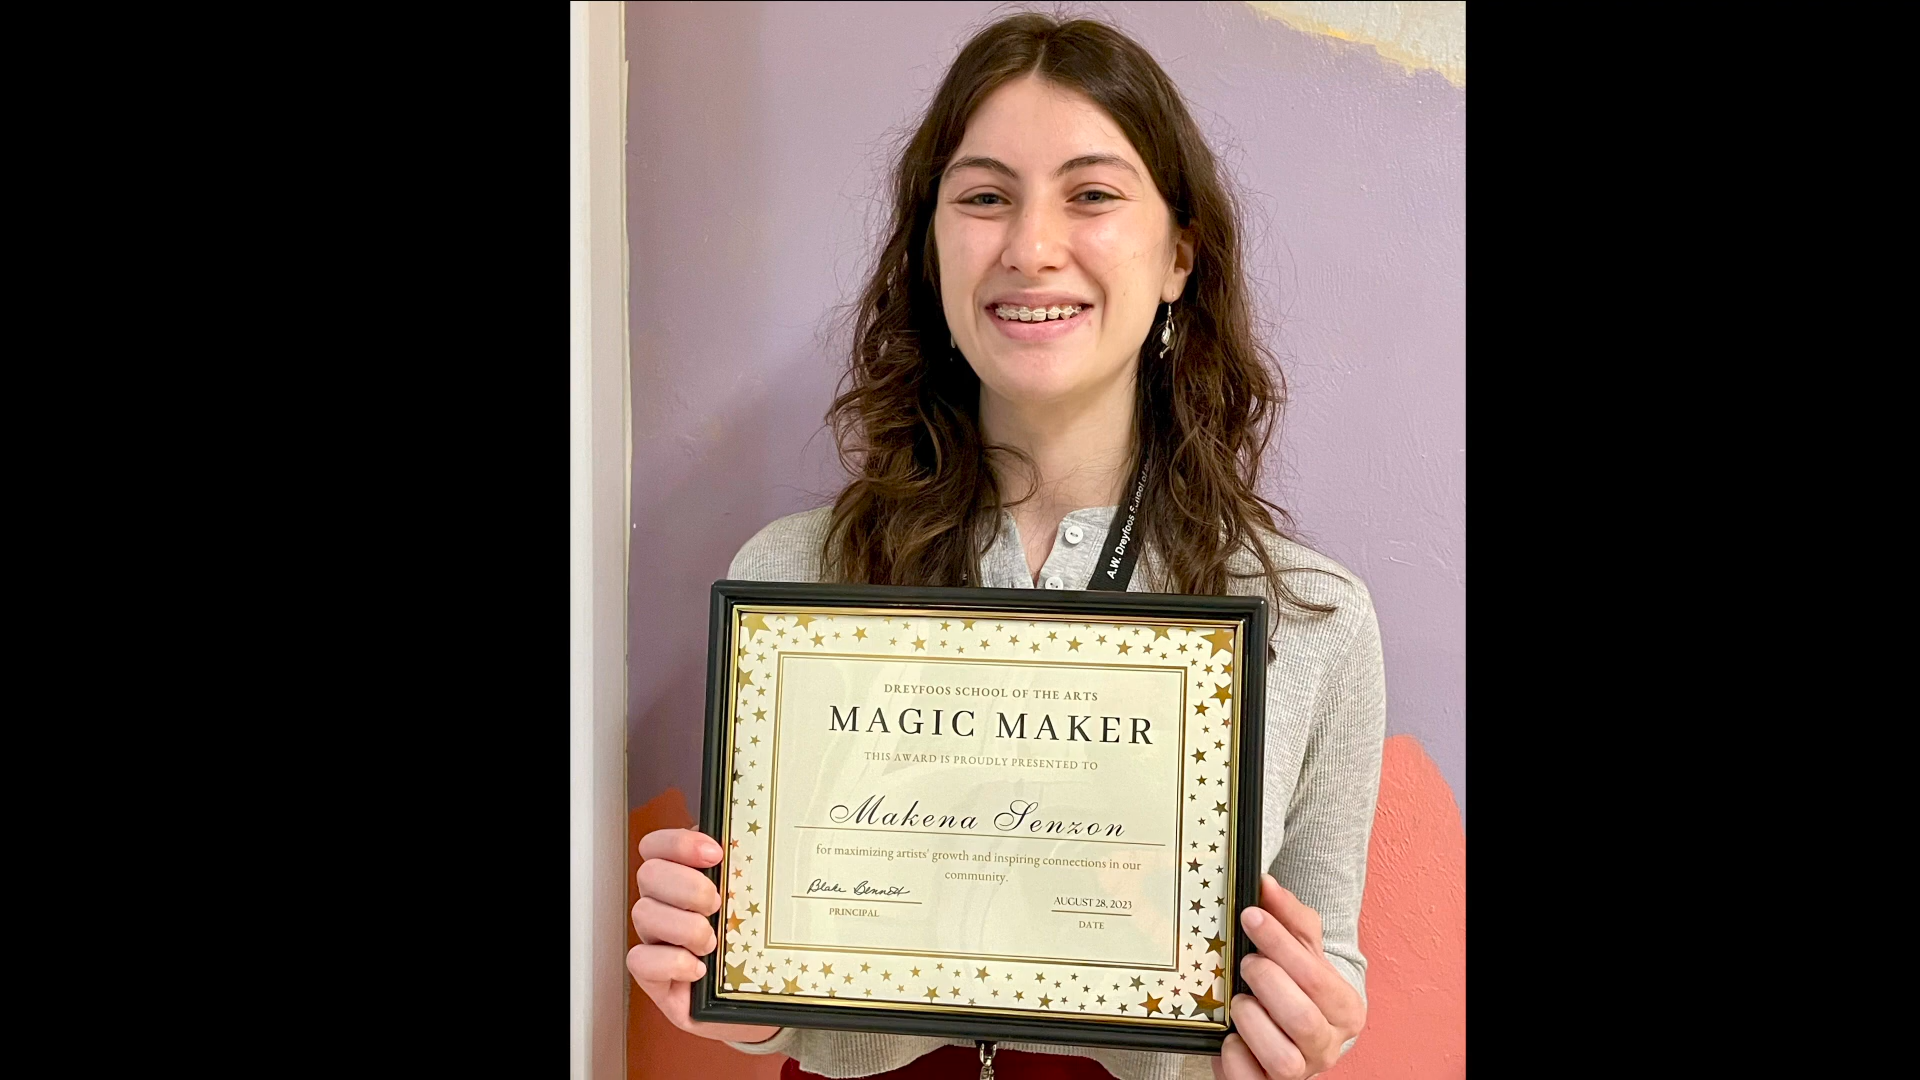 A.W. Dreyfoos School of
DREYFOOS SCHOOL OF THE ARTS
MAGIC MAKER
THIS AWARD IS PROUDLY PRESENTED TO
Makena Senzon
for maximizing artists' growth and inspiring connections in our
community.
Blake Bennett
AUGUST 28, 2023
PRINCIPAL
DATE